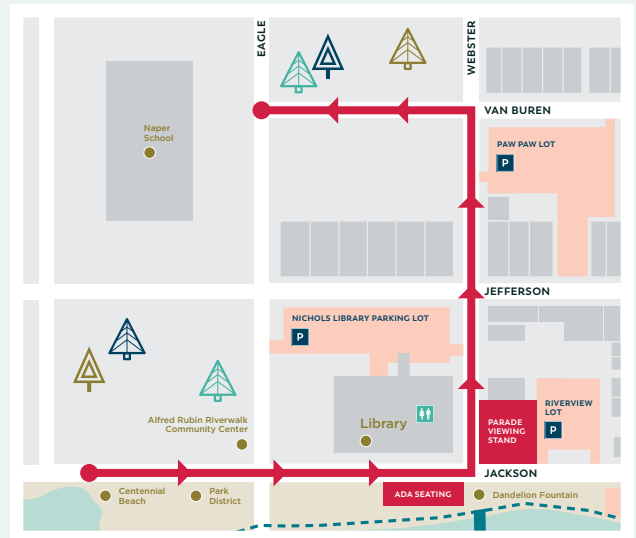 EAGLE
WEBSTER
VAN BUREN
Naper
School
PAW PAW LOT
P
JEFFERSON
NICHOLS LIBRARY PARKING LOT
P
Alfred Rubin Riverwalk
Community Center
Library
PARADE
VIEWING
STAND
RIVERVIEW
LOT
P
JACKSON
Centennial
Beach
Park
District
ADA SEATING
Dandelion Fountain